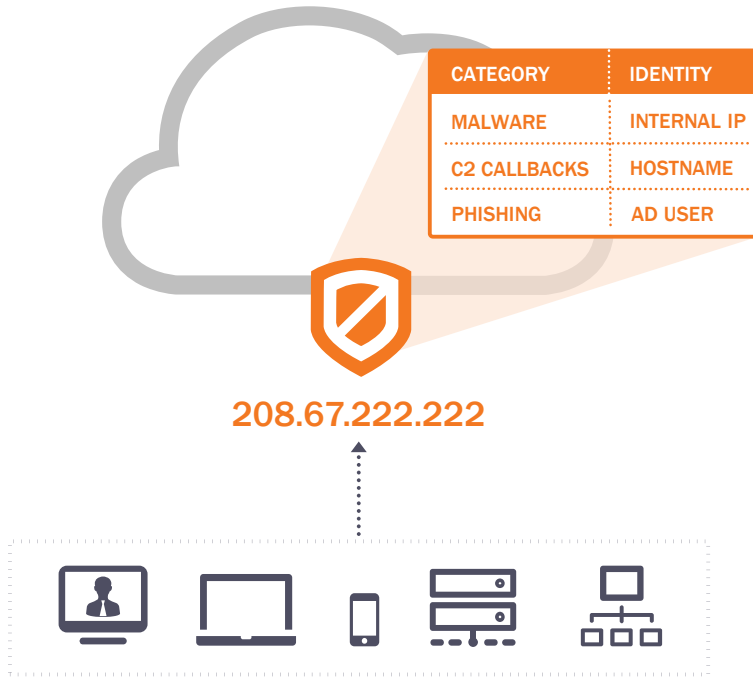 CATEGORY IDENTITY
MALWARE INTERNAL IP
C2 CALLBACKS HOSTNAME
PHISHING AD USER
208.67.222.222